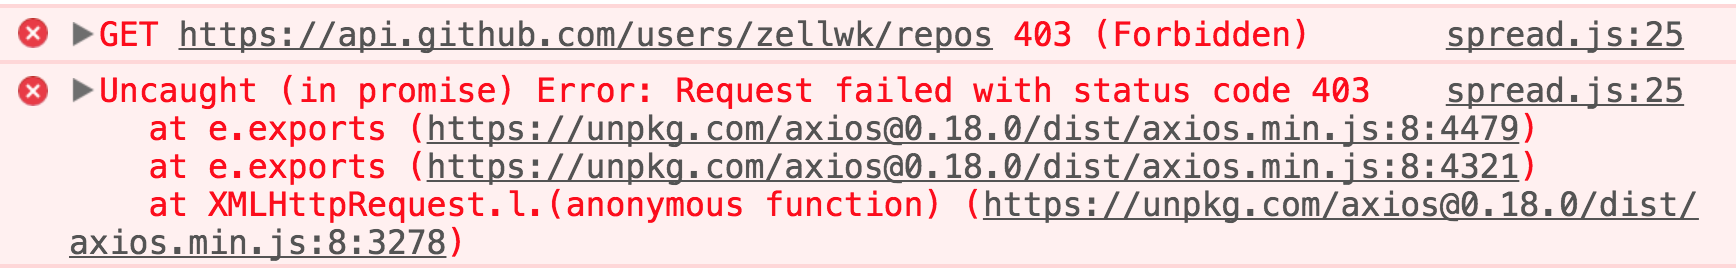 GET https://api.github.com/users/zellwk/repos 403 (Forbidden) spread.js:25
Uncaught (in promise) Error: Request failed with status code 403 spread.js:25
at e.exports (https://unpkg.com/axios@0.18.0/dist/axios.min.js:8:4479)
at e.exports (https://unpkg.com/axios@0.18.0/dist/axios.min.js:8:4321)
at XMLHttpRequest.l.(anonymous function) (https://unpkg.com/axios@0.18.0/dist/
axios.min.js:8:3278)